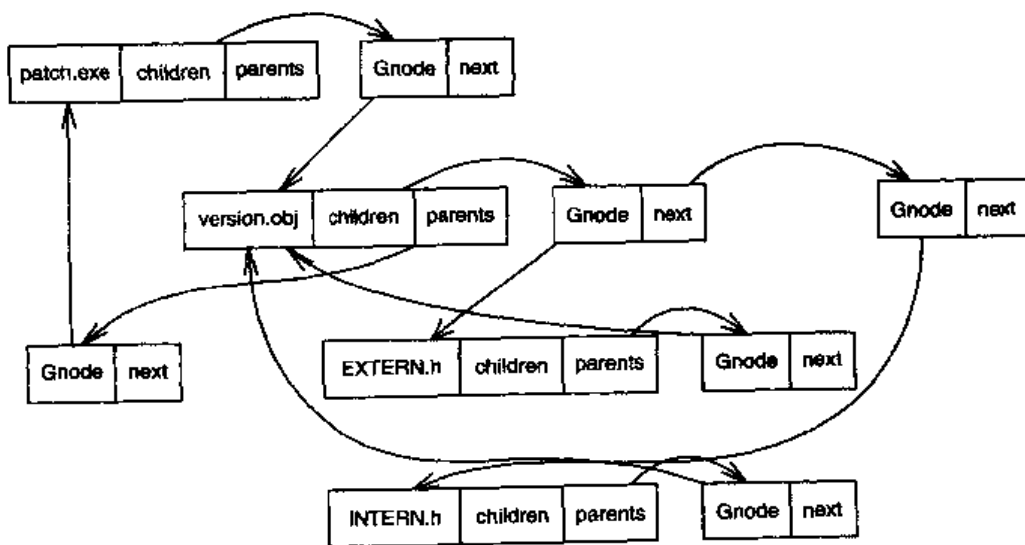 patch.exe children parents Gnode next
version.obj children parents Gnode next Gnode next
Gnode next EXTERN.h children parents Gnode next
INTERN.h children parents Gnode next